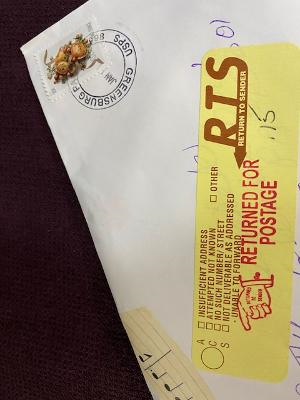 GREENSBURG P
USPS
JAN
RTS
RETURN TO SENDER
OTHER
INSUFFICIENT ADDRESS
ATTEMPTED NOT KNOWN
NO SUCH NUMBER/ STREET
NOT DELIVERABLE AS ADDRESSED
UNABLE TO FORWARD
A
C
S
RETURNED FOR
POSTAGE
.15